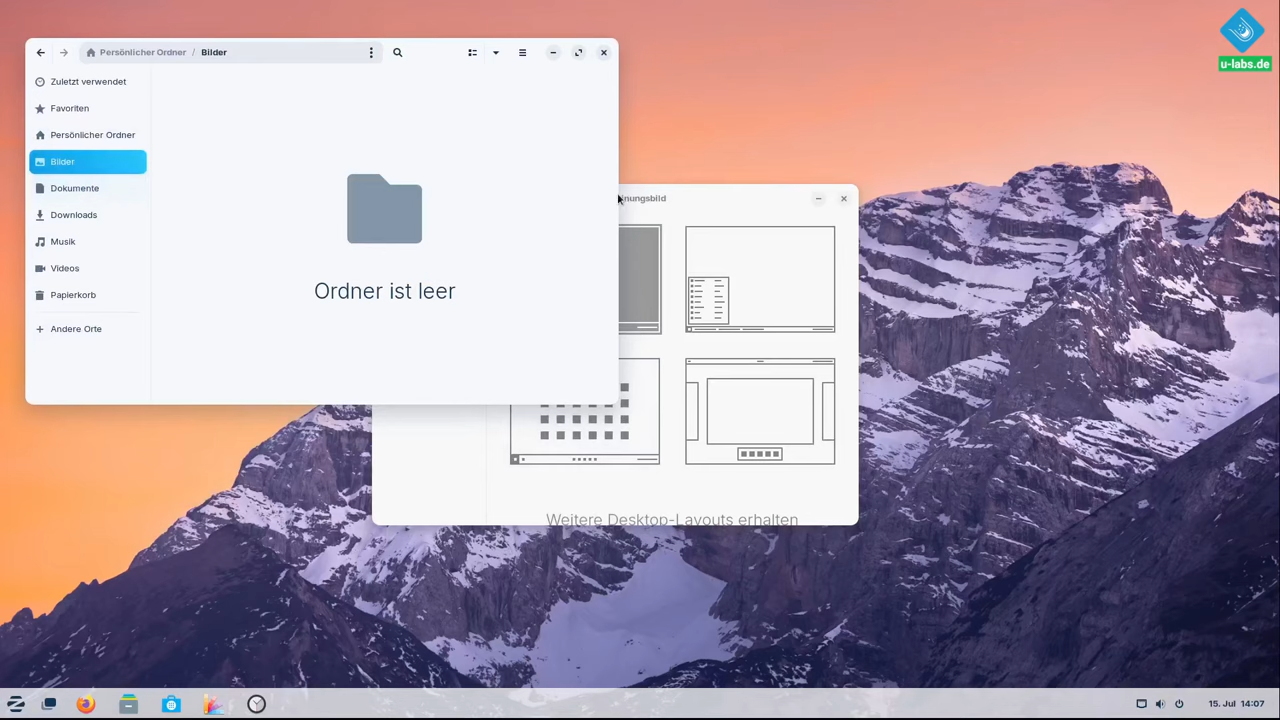 u-labs.de
Persönlicher Ordner / Bilder
Zuletzt verwendet
Favoriten
Persönlicher Ordner
Bilder
Dokumente
Downloads
Musik
Videos
Papierkorb
Andere Orte
Ordner ist leer
Weitere Desktop-Layouts erhalten
15. Jul 14:07